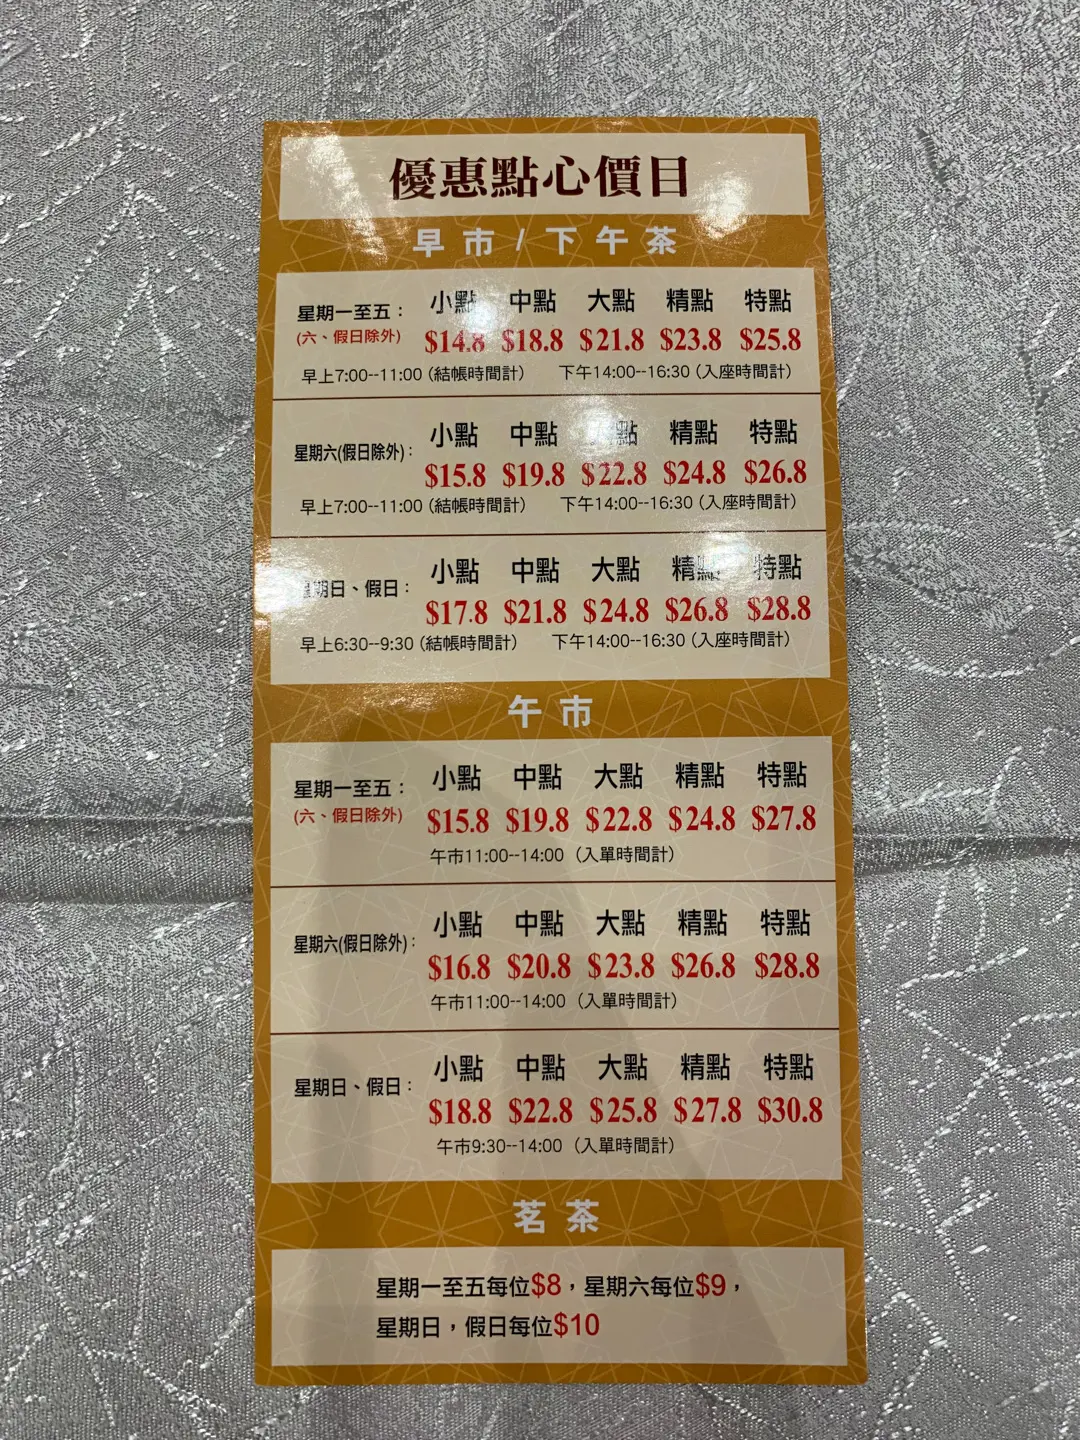 優惠點心價目
早市 / 下午茶
星期一至五： 小點 中點 大點 精點 特點
(六、假日除外) $14.8 $18.8 $21.8 $23.8 $25.8
早上7:00--11:00 (結帳時間計) 下午14:00--16:30 (入座時間計)
小點 中點 點 精點 特點
星期六(假日除外)：
$15.8 $19.8 $22.8 $24.8 $26.8
早上7:00--11:00 (結帳時間計) 下午14:00--16:30 (入座時間計)
小點 中點 大點 精點 特點
星期日、假日：
$17.8 $21.8 $24.8 $26.8 $28.8
早上6:30--9:30 (結帳時間計) 下午14:00--16:30 (入座時間計)
午市
星期一至五： 小點 中點 大點 精點 特點
(六、假日除外) $15.8 $19.8 $22.8 $24.8 $27.8
午市11:00--14:00 (入單時間計)
小點 中點 大點 精點 特點
星期六(假日除外)：
$16.8 $20.8 $23.8 $26.8 $28.8
午市11:00--14:00 (入單時間計)
小點 中點 大點 精點 特點
星期日、假日：
$18.8 $22.8 $25.8 $27.8 $30.8
午市9:30--14:00 (入單時間計)
茗茶
星期一至五每位$8，星期六每位$9，
星期日，假日每位$10